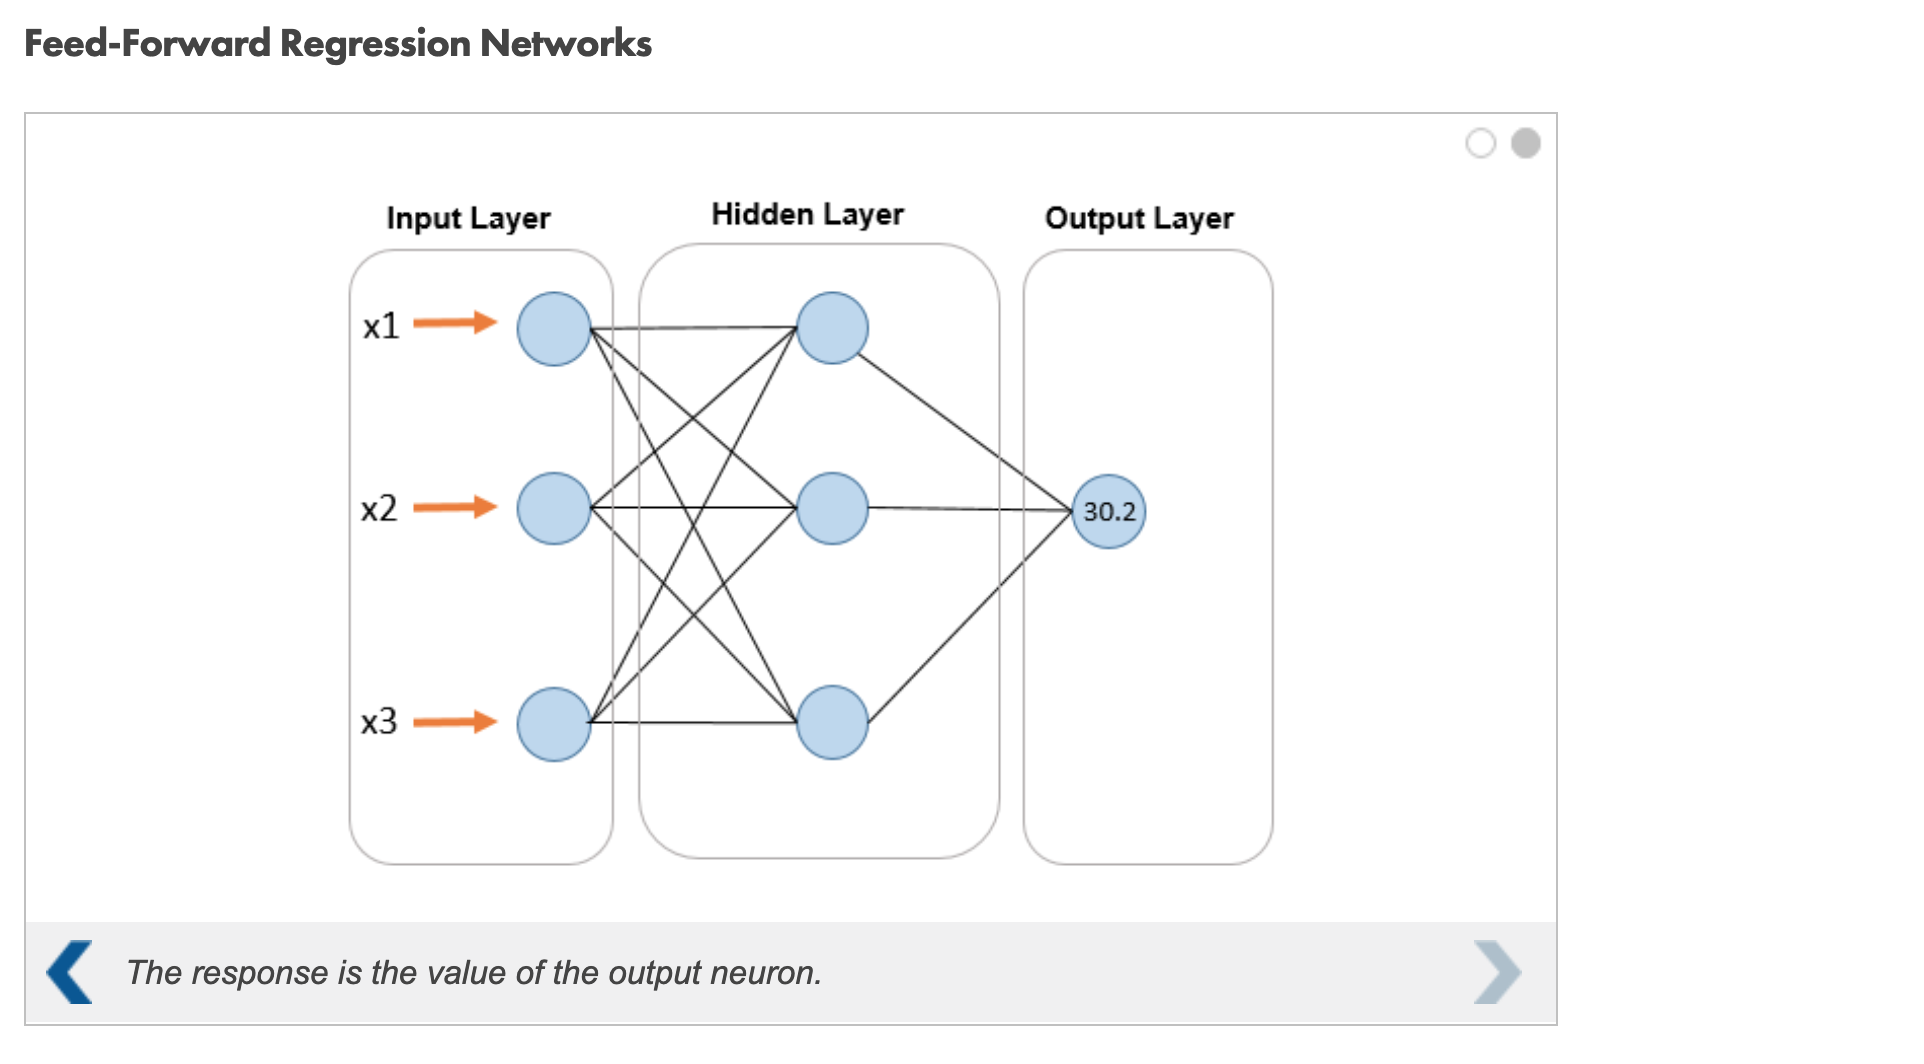 Feed-Forward Regression Networks
Input Layer
Hidden Layer
Output Layer
x1
x2
30.2
x3
The response is the value of the output neuron.